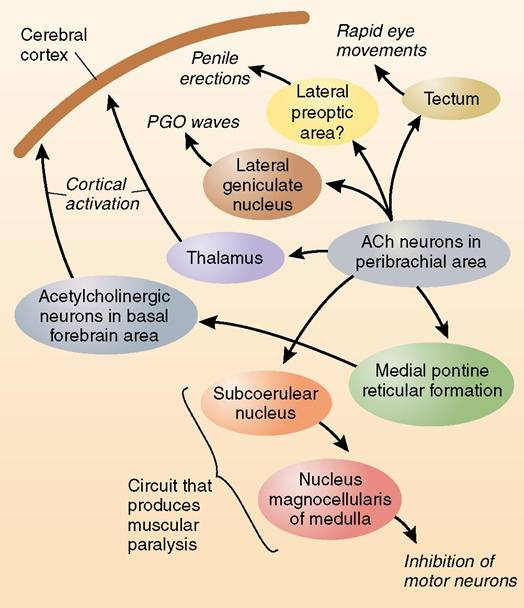 Cerebral
cortex
Penile
erections
Rapid eye
movements
Lateral
preoptic
area?
Tectum
PGO waves
Lateral
geniculate
nucleus
Cortical
activation
Thalamus
ACh neurons in
peribrachial area
Acetylcholinergic
neurons in basal
forebrain area
Medial pontine
reticular formation
Subcoerulear
nucleus
Circuit that
produces
muscular
paralysis
Nucleus
magnocellularis
of medulla
Inhibition of
motor neurons